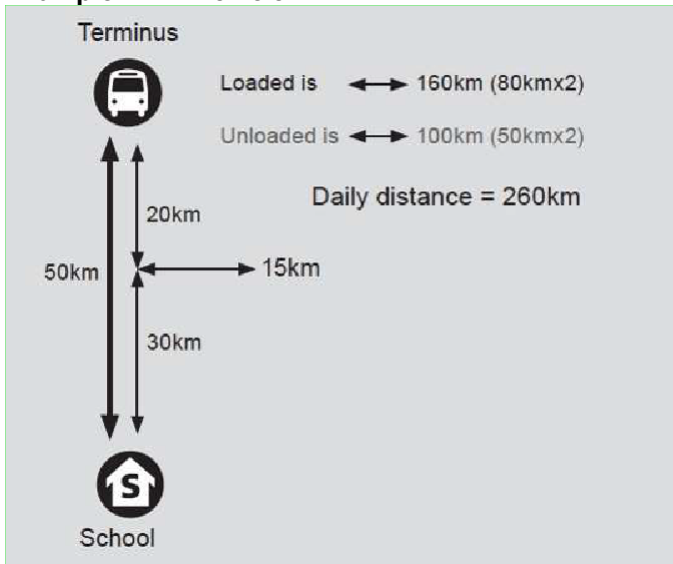 Terminus
Loaded is 160km (80kmx2)
Unloaded is 100km (50kmx2)
Daily distance = 260km
20km
50km
15km
30km
S
School